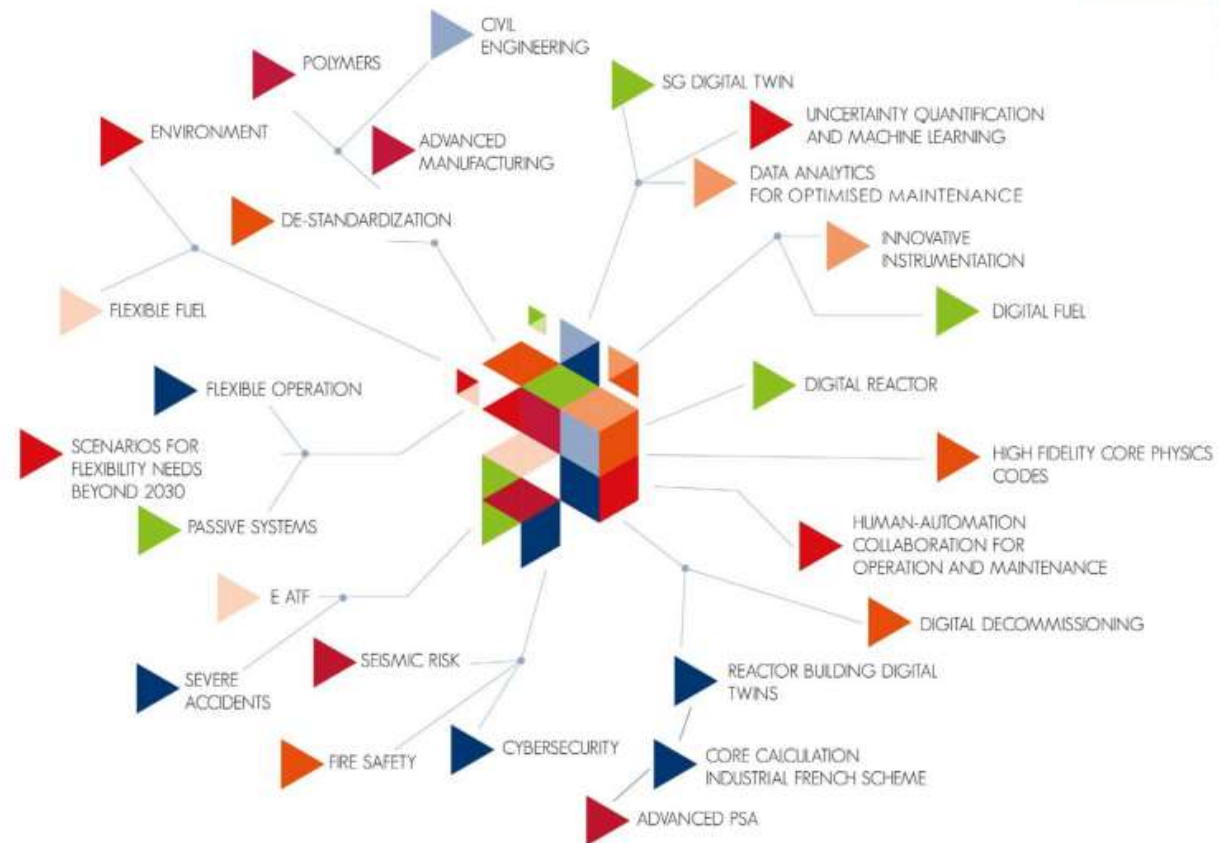 CIVIL
ENGINEERING
POLYMERS
SG DIGITAL TWIN
UNCERTAINTY QUANTIFICATION
AND MACHINE LEARNING
ENVIRONMENT
ADVANCED
MANUFACTURING
DATA ANALYTICS
FOR OPTIMISED MAINTENANCE
DE-STANDARDIZATION
INNOVATIVE
INSTRUMENTATION
FLEXIBLE FUEL
DIGITAL FUEL
FLEXIBLE OPERATION
DIGITAL REACTOR
SCENARIOS FOR
FLEXIBILITY NEEDS
BEYOND 2030
HIGH FIDELITY CORE PHYSICS
CODES
PASSIVE SYSTEMS
HUMAN-AUTOMATION
COLLABORATION FOR
OPERATION AND MAINTENANCE
E ATF
DIGITAL DECOMMISSIONING
SEISMIC RISK
SEVERE
ACCIDENTS
REACTOR BUILDING DIGITAL
TWINS
FIRE SAFETY
CYBERSECURITY
CORE CALCULATION
INDUSTRIAL FRENCH SCHEME
ADVANCED PSA